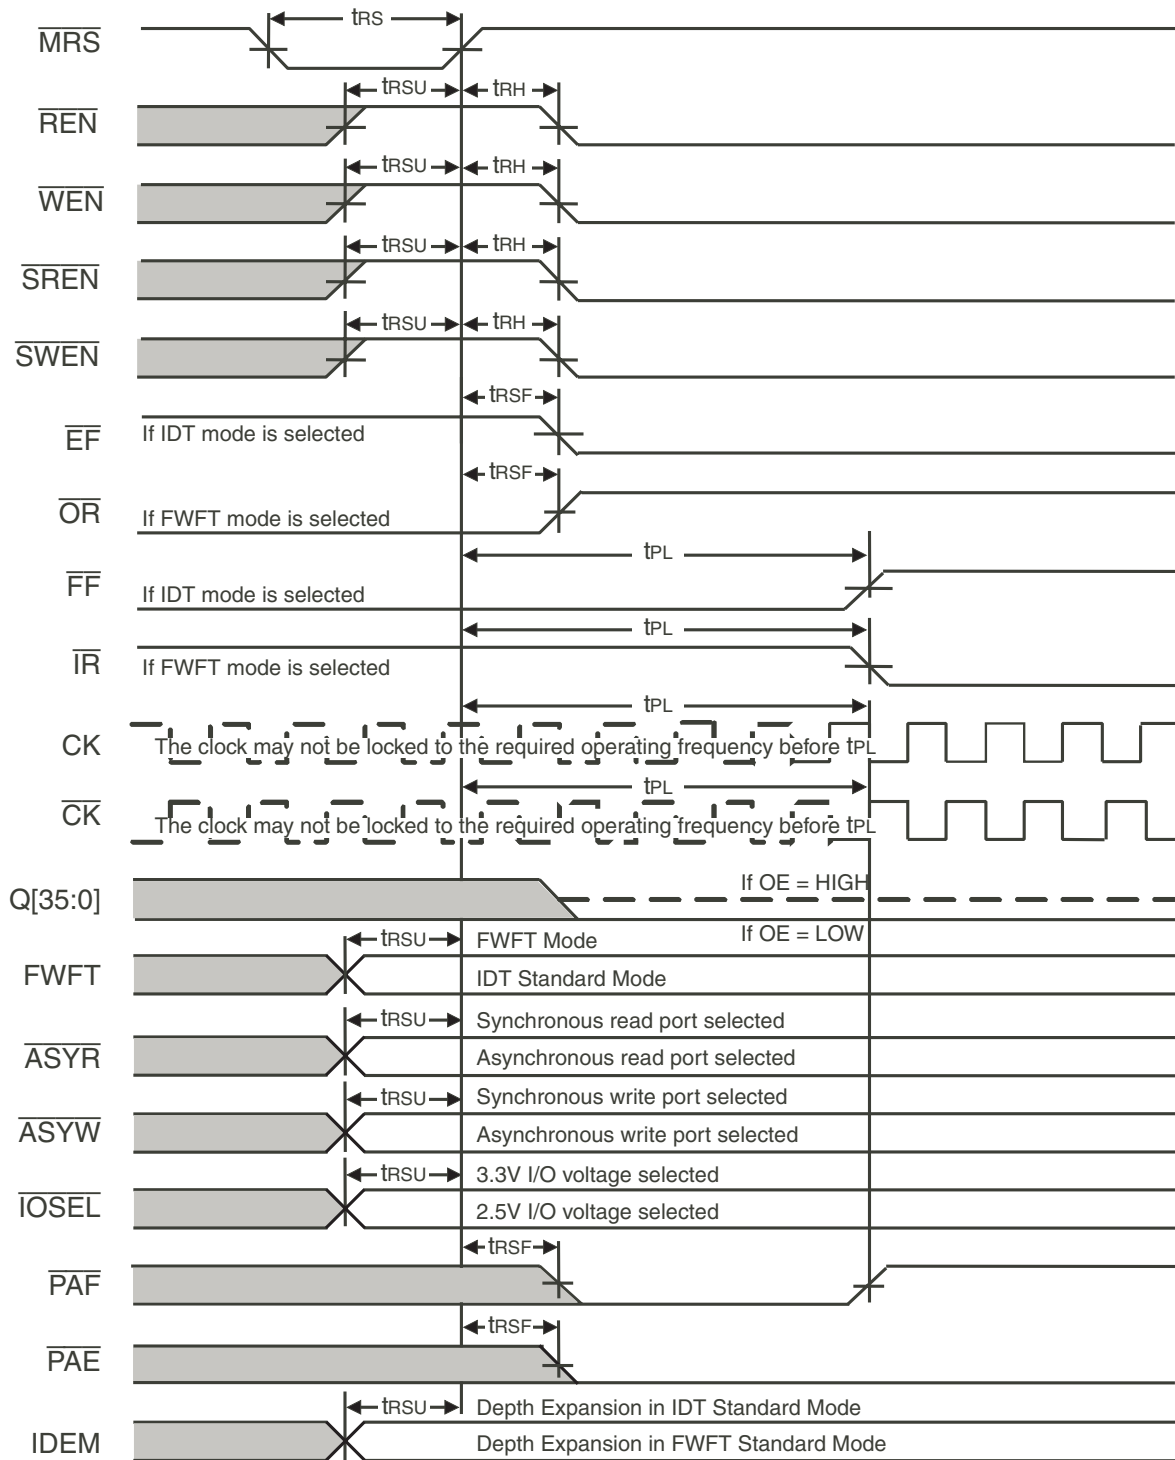 tRS
MRS
tRSU tRH
REN
tRSU tRH
WEN
tRSU tRH
SREN
tRSU tRH
SWEN
tRSF
EF If IDT mode is selected
tRSF
OR If FWFT mode is selected
tPL
FF If IDT mode is selected
tPL
IR If FWFT mode is selected
tPL
CK The clock may not be locked to the required operating frequency before tPL
tPL
CK The clock may not be locked to the required operating frequency before tPL
If OE = HIGH
Q[35:0]
If OE = LOW
tRSU FWFT Mode
FWFT IDT Standard Mode
tRSU Synchronous read port selected
ASYR Asynchronous read port selected
tRSU Synchronous write port selected
ASYW Asynchronous write port selected
tRSU 3.3V I/O voltage selected
IOSEL 2.5V I/O voltage selected
tRSF
PAF
tRSF
PAE
tRSU Depth Expansion in IDT Standard Mode
IDEM Depth Expansion in FWFT Standard Mode